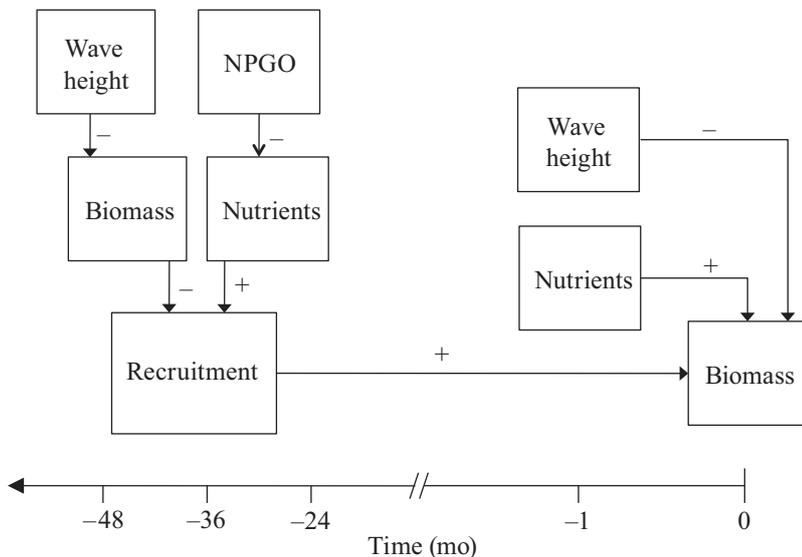 Wave
height
NPGO
–
–
Biomass
Nutrients
–
+
Recruitment
+
Wave
height
–
Nutrients
+
Biomass
–48
–36
–24
–1
0
Time (mo)